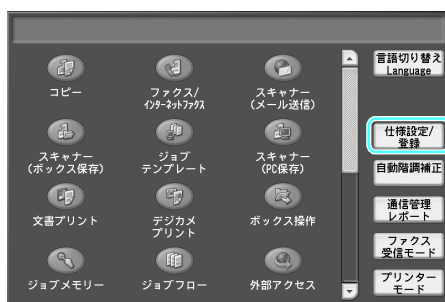 言語切り替え
Language
コピー
ファクス/
インターネットファクス
スキャナー
(メール送信)
仕様設定/
登録
スキャナー
(ボックス保存)
ジョブ
テンプレート
スキャナー
(PC保存)
自動階調補正
文書プリント
デジカメ
プリント
ボックス操作
通信管理
レポート
ファクス
受信モード
ジョブメモリー
ジョブフロー
外部アクセス
プリンター
モード